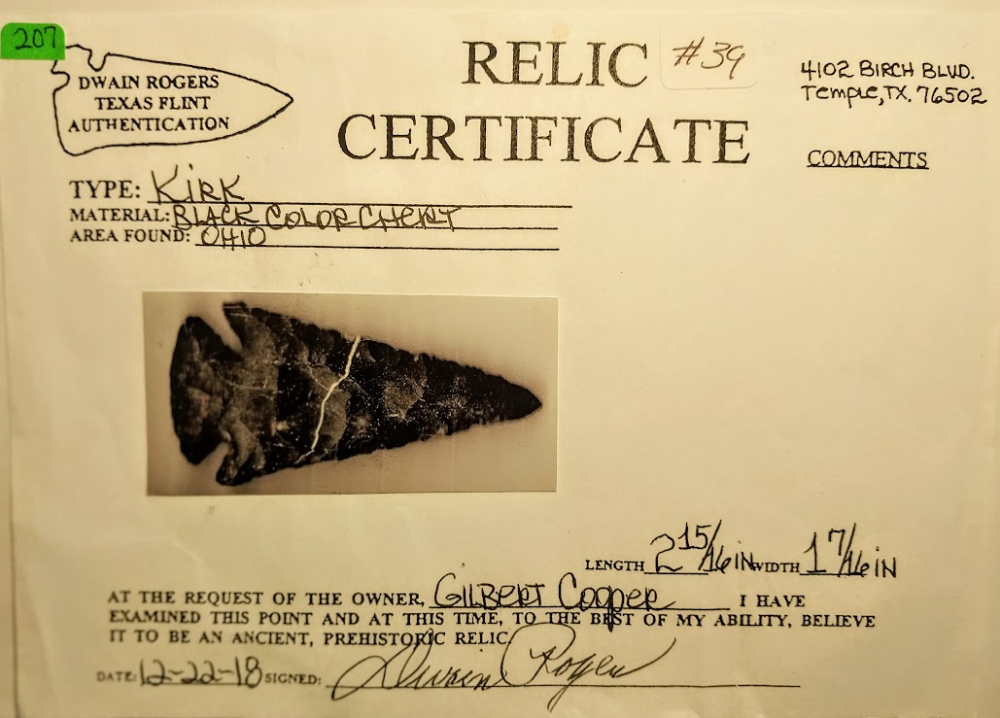 207
DWAIN ROGERS
TEXAS FLINT
AUTHENTICATION
RELIC #39
CERTIFICATE
4102 BIRCH BLVD.
Temple, TX. 76502
COMMENTS
TYPE: KIRK
MATERIAL: BLACK COLOR CHERT
AREA FOUND: OHIO
LENGTH 2 15/16 IN WIDTH 1 7/16 IN
AT THE REQUEST OF THE OWNER, GILBERT COOPER I HAVE
EXAMINED THIS POINT AND AT THIS TIME, TO THE BEST OF MY ABILITY, BELIEVE
IT TO BE AN ANCIENT, PREHISTORIC RELIC.
DATE: 12-22-18 SIGNED: Dwain Rogers